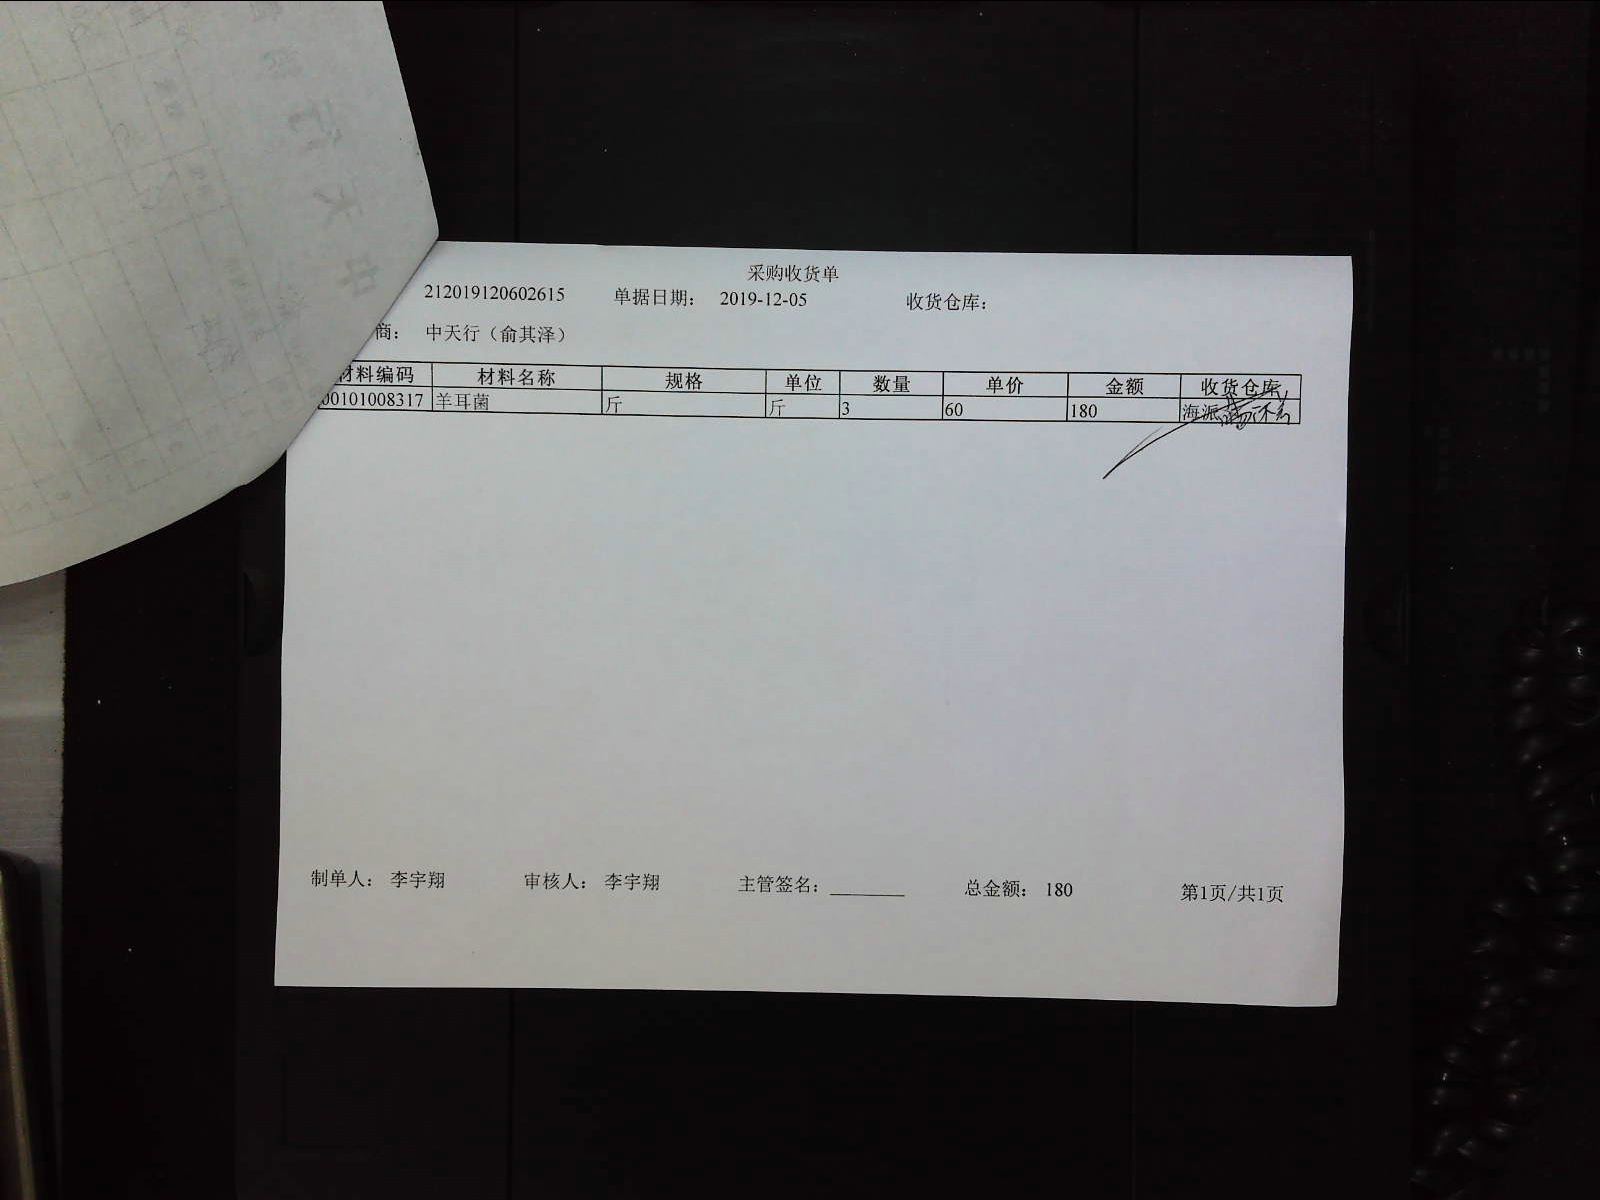 采购收货单
212019120602615 单据日期： 2019-12-05 收货仓库：
商： 中天行（俞其泽）
材料编码 材料名称 规格 单位 数量 单价 金额 收货仓库
00101008317 羊耳菌 斤 斤 3 60 180 海派
制单人： 李宇翔 审核人： 李宇翔 主管签名： 总金额： 180 第1页/共1页